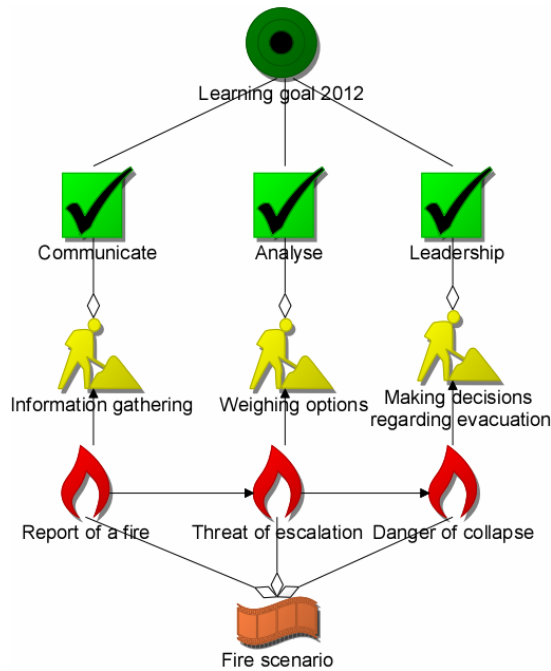 Learning goal 2012
Communicate
Analyse
Leadership
Information gathering
Weighing options
Making decisions
regarding evacuation
Report of a fire
Threat of escalation
Danger of collapse
Fire scenario